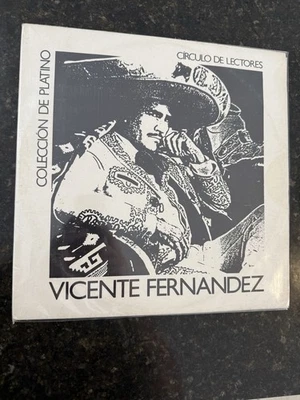 COLECCIÓN DE PLATINO
CIRCULO DE LECTORES
VICENTE FERNANDEZ